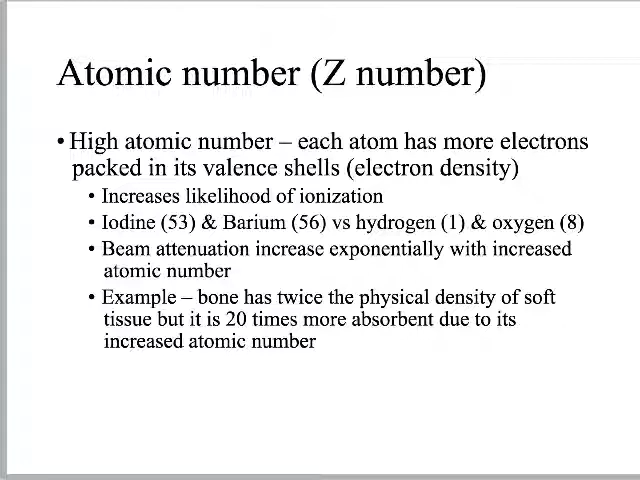 Atomic number (Z number)
• High atomic number – each atom has more electrons
packed in its valence shells (electron density)
• Increases likelihood of ionization
• Iodine (53) & Barium (56) vs hydrogen (1) & oxygen (8)
• Beam attenuation increase exponentially with increased
atomic number
• Example – bone has twice the physical density of soft
tissue but it is 20 times more absorbent due to its
increased atomic number